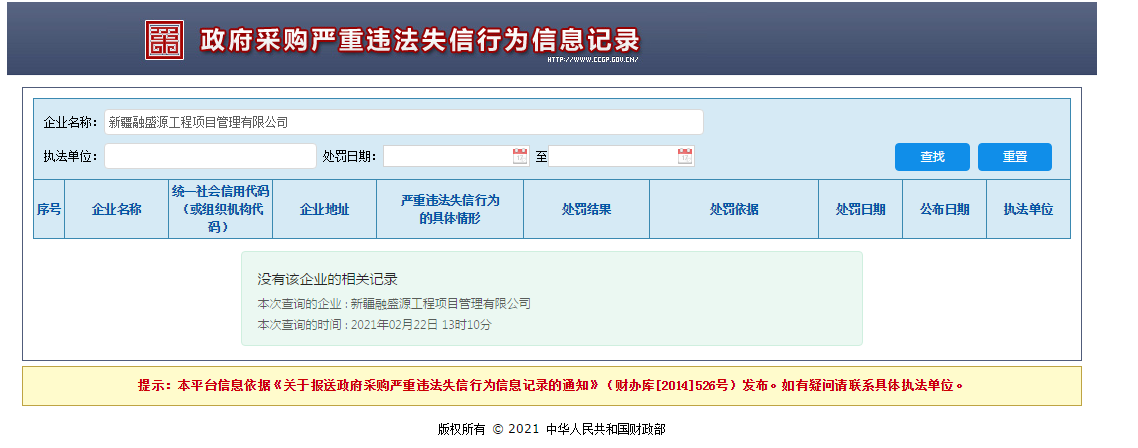 政府采购严重违法失信行为信息记录
HTTP://WWW.CCGP.GOV.CN/
企业名称： 新疆融盛源工程项目管理有限公司
执法单位： 处罚日期： 至 查找 重置
序号 企业名称 统一社会信用代码（或组织机构代码） 企业地址 严重违法失信行为的具体情形 处罚结果 处罚依据 处罚日期 公布日期 执法单位
没有该企业的相关记录
本次查询的企业 : 新疆融盛源工程项目管理有限公司
本次查询的时间 : 2021年02月22日 13时10分
提示：本平台信息依据《关于报送政府采购严重违法失信行为信息记录的通知》（财办库[2014]526号）发布。如有疑问请联系具体执法单位。
版权所有 © 2021 中华人民共和国财政部